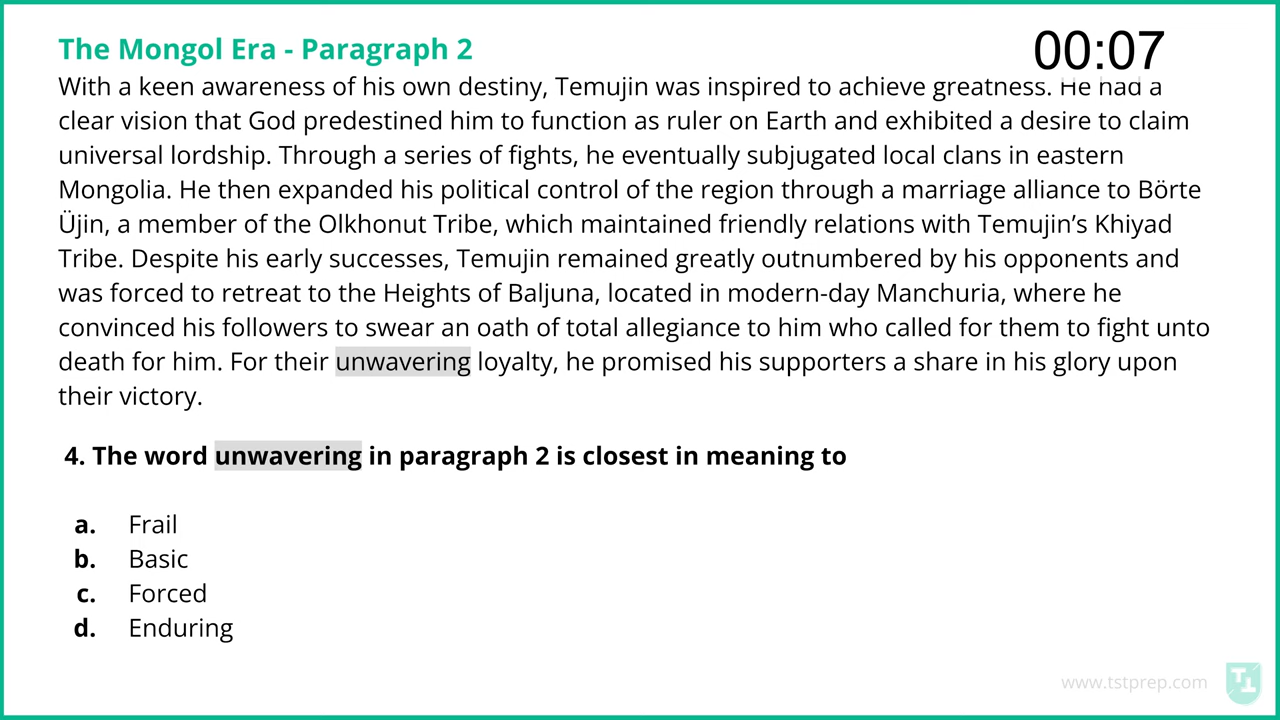 The Mongol Era - Paragraph 2
00:07
With a keen awareness of his own destiny, Temujin was inspired to achieve greatness. He had a
clear vision that God predestined him to function as ruler on Earth and exhibited a desire to claim
universal lordship. Through a series of fights, he eventually subjugated local clans in eastern
Mongolia. He then expanded his political control of the region through a marriage alliance to Börte
Üjin, a member of the Olkhonut Tribe, which maintained friendly relations with Temujin’s Khiyad
Tribe. Despite his early successes, Temujin remained greatly outnumbered by his opponents and
was forced to retreat to the Heights of Baljuna, located in modern-day Manchuria, where he
convinced his followers to swear an oath of total allegiance to him who called for them to fight unto
death for him. For their unwavering loyalty, he promised his supporters a share in his glory upon
their victory.
4. The word unwavering in paragraph 2 is closest in meaning to
a. Frail
b. Basic
c. Forced
d. Enduring
www.tstprep.com